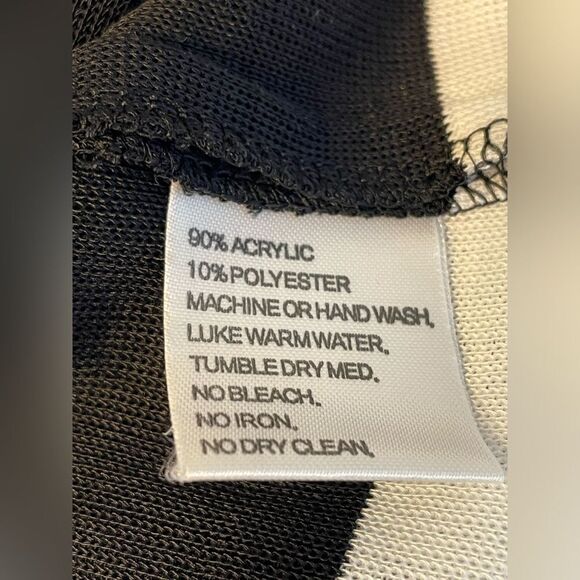 90% ACRYLIC
10% POLYESTER
MACHINE OR HAND WASH.
LUKE WARM WATER.
TUMBLE DRY MED.
NO BLEACH.
NO IRON.
NO DRY CLEAN.